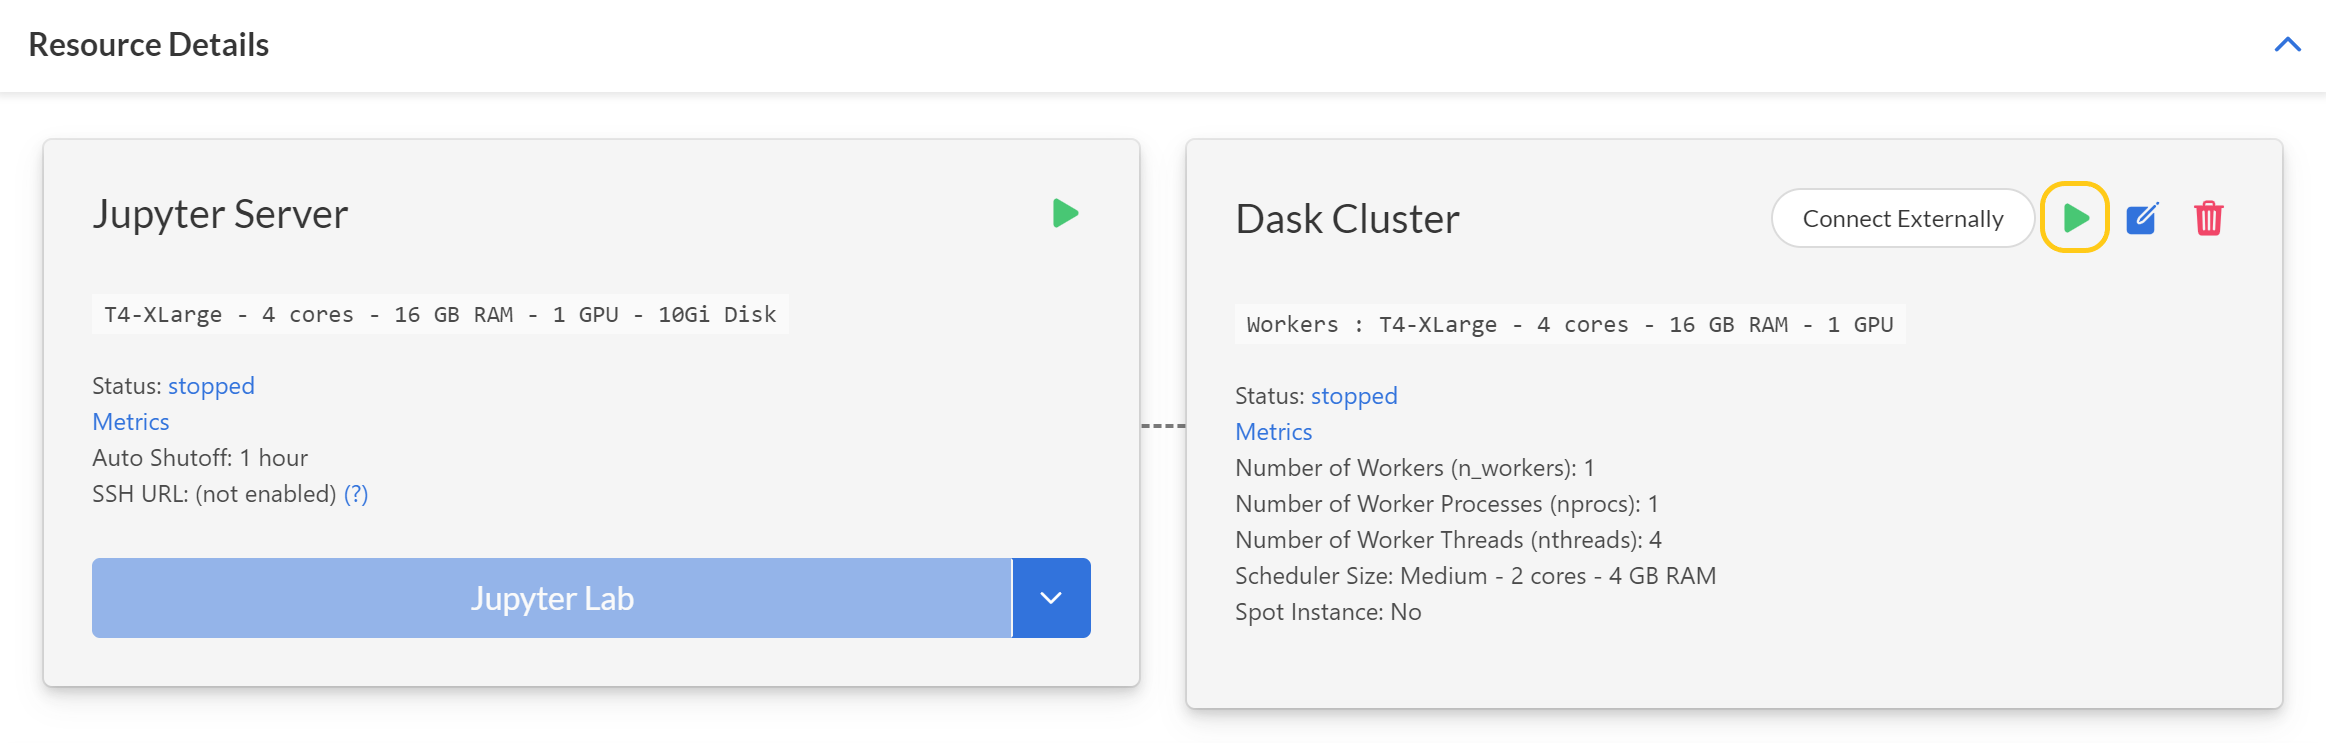 Resource Details
Jupyter Server
T4-XLarge - 4 cores - 16 GB RAM - 1 GPU - 10Gi Disk
Status: stopped
Metrics
Auto Shutoff: 1 hour
SSH URL: (not enabled) (?)
Jupyter Lab
Dask Cluster
Connect Externally
Workers : T4-XLarge - 4 cores - 16 GB RAM - 1 GPU
Status: stopped
Metrics
Number of Workers (n_workers): 1
Number of Worker Processes (nprocs): 1
Number of Worker Threads (nthreads): 4
Scheduler Size: Medium - 2 cores - 4 GB RAM
Spot Instance: No